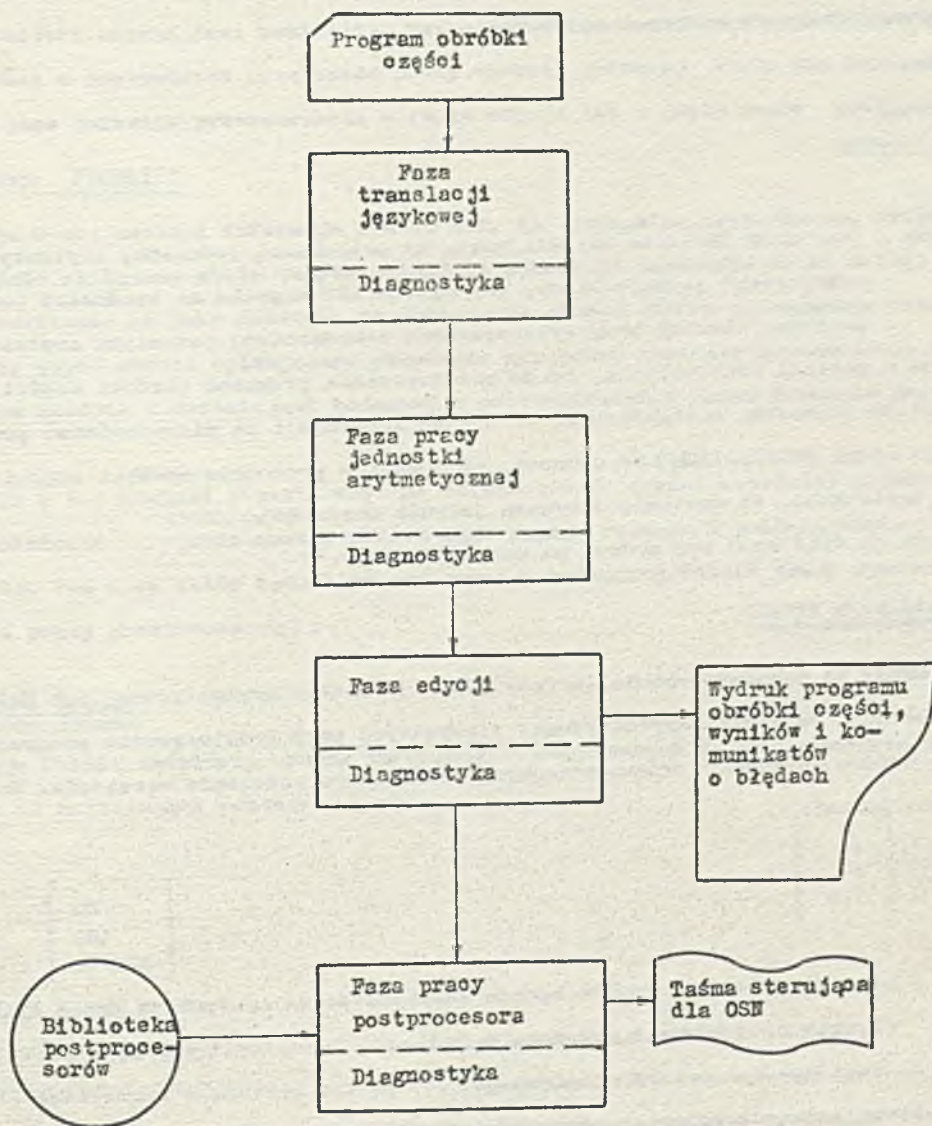 Program obróbki
części
Faza
translacji
językowej
Diagnostyka
Faza pracy
jednostki
arytmetycznej
Diagnostyka
Faza edycji
Diagnostyka
Wydruk programu
obróbki części,
wyników i ko-
munikatów
o błędach
Faza pracy
postprocesora
Diagnostyka
Taśma sterująca
dla OSN
Biblioteka
postproce-
sorów